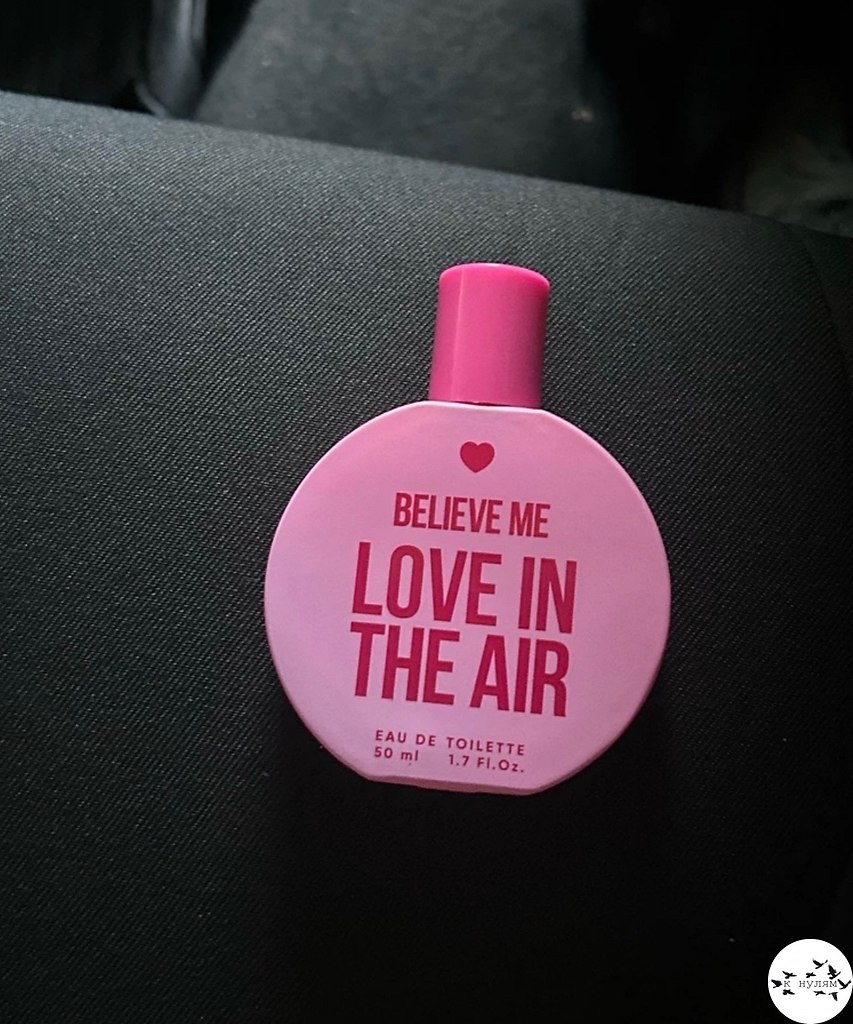 BELIEVE ME
LOVE IN
THE AIR
EAU DE TOILETTE
50 ml 1.7 Fl.Oz.
к нулям